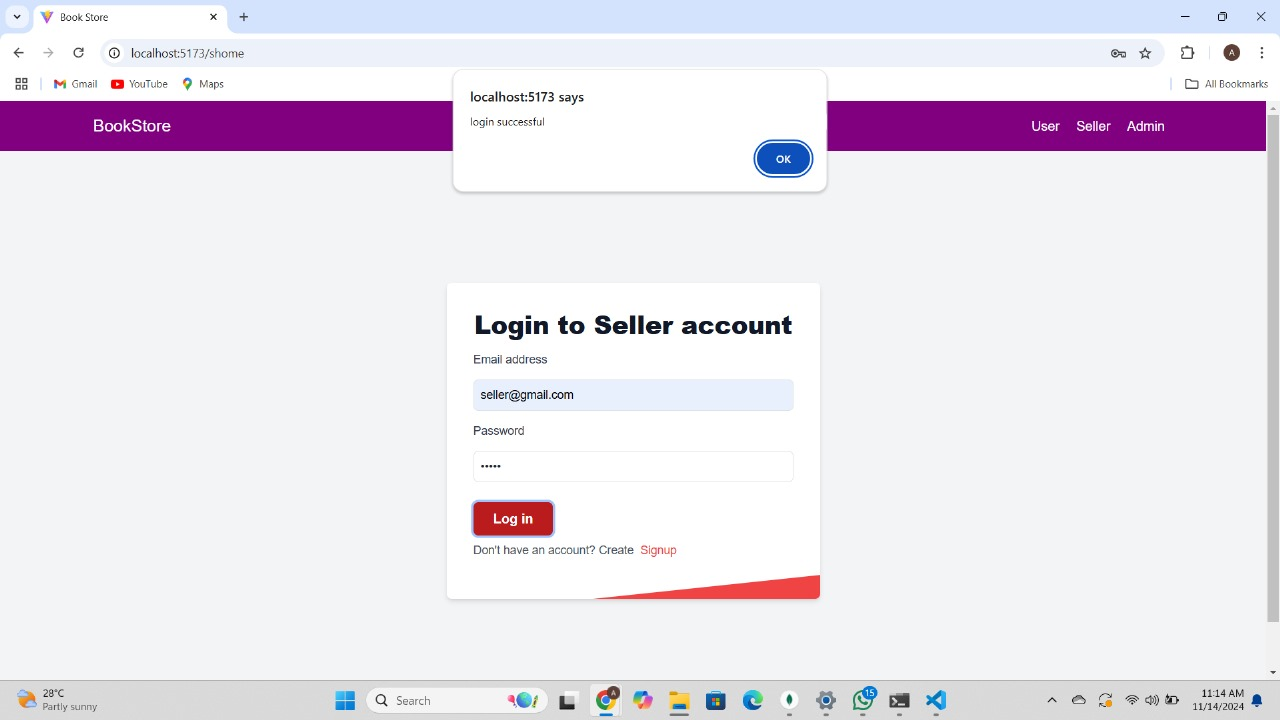 Book Store
localhost:5173/shome
A
Gmail
YouTube
Maps
All Bookmarks
localhost:5173 says
login successful
OK
BookStore
User
Seller
Admin
Login to Seller account
Email address
seller@gmail.com
Password
•••••
Log in
Don't have an account? Create Signup
28°C
Partly sunny
Search
A
15
11:14 AM
11/14/2024